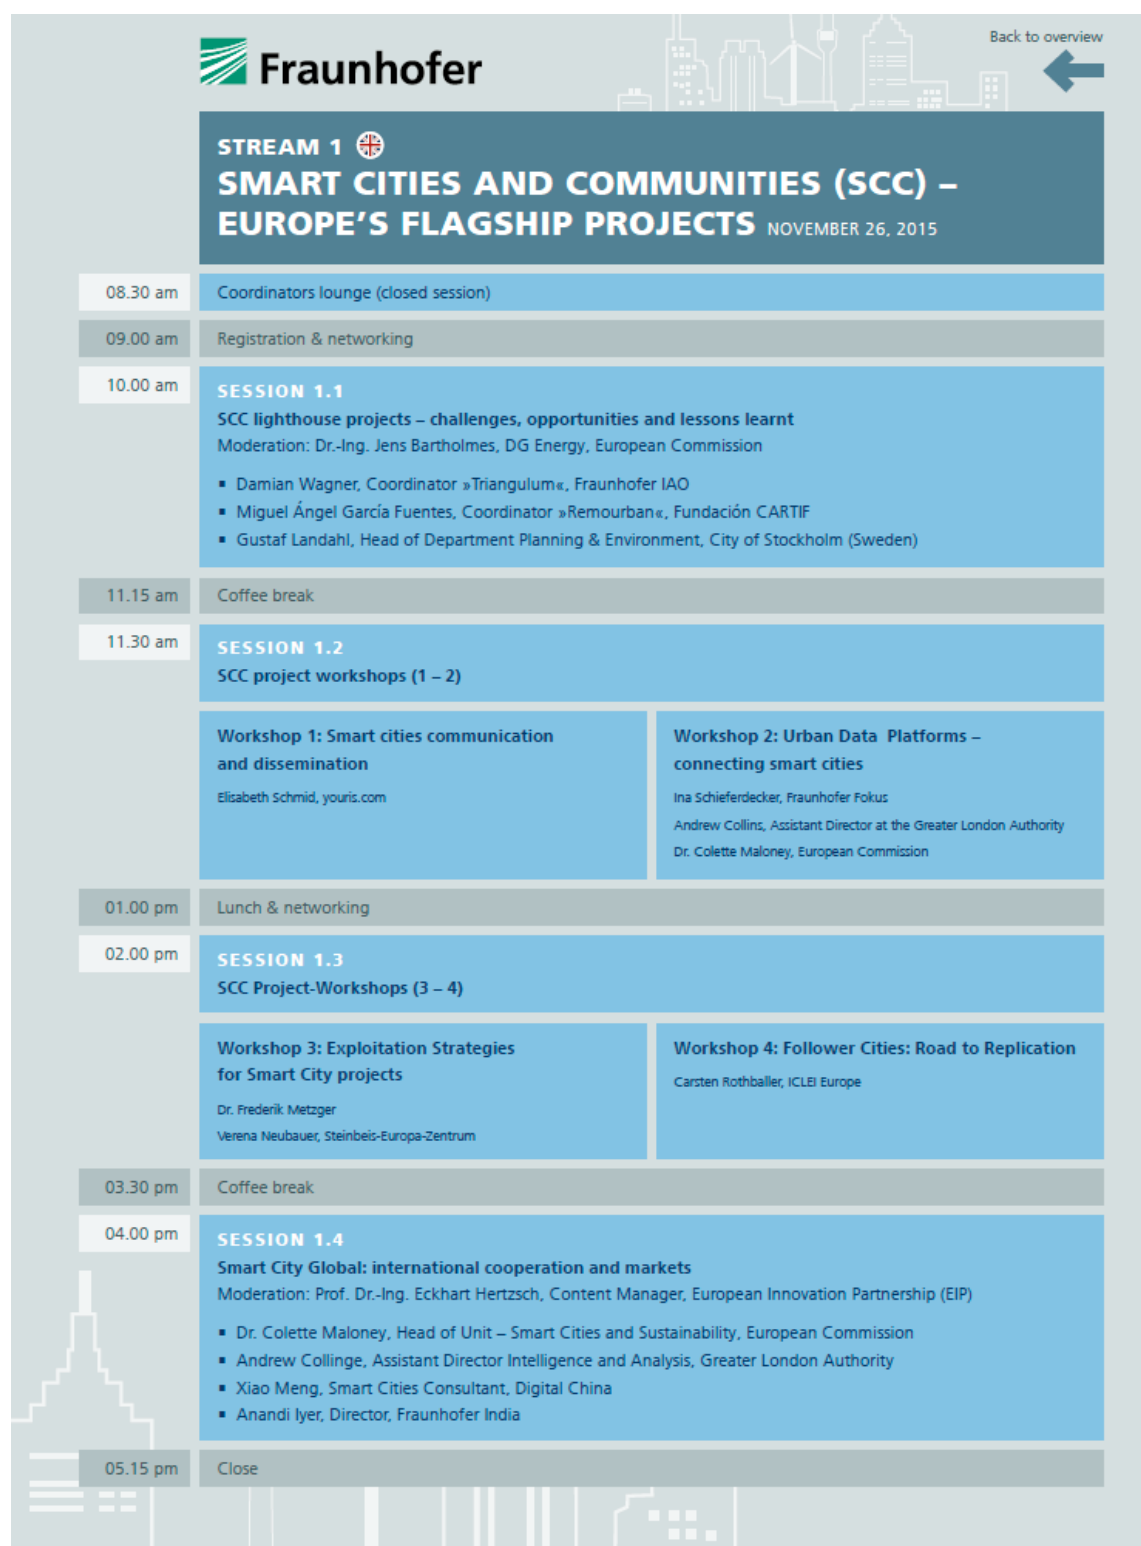 Back to overview
Fraunhofer
STREAM 1
SMART CITIES AND COMMUNITIES (SCC) –
EUROPE'S FLAGSHIP PROJECTS NOVEMBER 26, 2015
08.30 am Coordinators lounge (closed session)
09.00 am Registration & networking
10.00 am SESSION 1.1
SCC lighthouse projects – challenges, opportunities and lessons learnt
Moderation: Dr.-Ing. Jens Bartholmes, DG Energy, European Commission
▪ Damian Wagner, Coordinator »Triangulum«, Fraunhofer IAO
▪ Miguel Ángel García Fuentes, Coordinator »Remourban«, Fundación CARTIF
▪ Gustaf Landahl, Head of Department Planning & Environment, City of Stockholm (Sweden)
11.15 am Coffee break
11.30 am SESSION 1.2
SCC project workshops (1 – 2)
Workshop 1: Smart cities communication
and dissemination
Elisabeth Schmid, youris.com
Workshop 2: Urban Data Platforms –
connecting smart cities
Ina Schieferdecker, Fraunhofer Fokus
Andrew Collins, Assistant Director at the Greater London Authority
Dr. Colette Maloney, European Commission
01.00 pm Lunch & networking
02.00 pm SESSION 1.3
SCC Project-Workshops (3 – 4)
Workshop 3: Exploitation Strategies
for Smart City projects
Dr. Frederik Metzger
Verena Neubauer, Steinbeis-Europa-Zentrum
Workshop 4: Follower Cities: Road to Replication
Carsten Rothballer, ICLEI Europe
03.30 pm Coffee break
04.00 pm SESSION 1.4
Smart City Global: international cooperation and markets
Moderation: Prof. Dr.-Ing. Eckhart Hertzsch, Content Manager, European Innovation Partnership (EIP)
▪ Dr. Colette Maloney, Head of Unit – Smart Cities and Sustainability, European Commission
▪ Andrew Collinge, Assistant Director Intelligence and Analysis, Greater London Authority
▪ Xiao Meng, Smart Cities Consultant, Digital China
▪ Anandi Iyer, Director, Fraunhofer India
05.15 pm Close